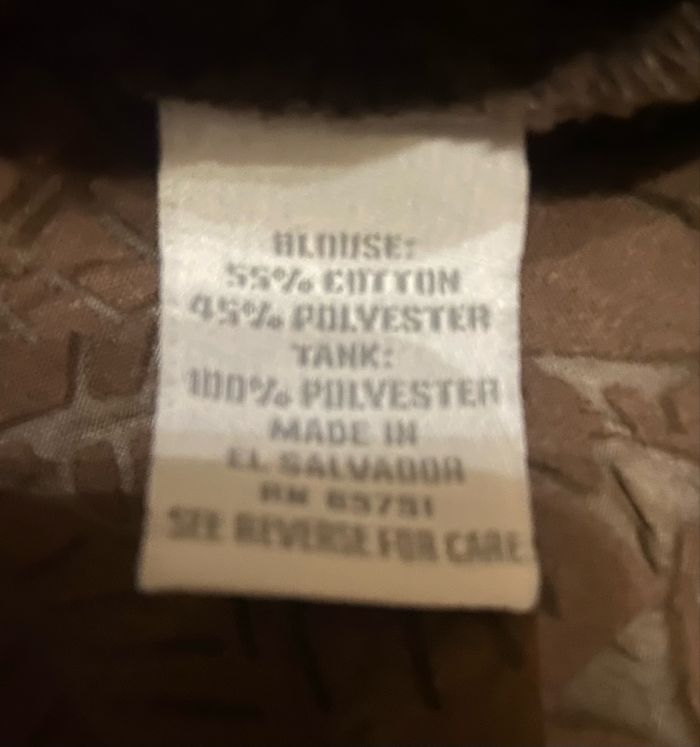 BLOUSE:
55% COTTON
45% POLYESTER
TANK:
100% POLYESTER
MADE IN
EL SALVADOR
RN
SEE REVERSE FOR CARE